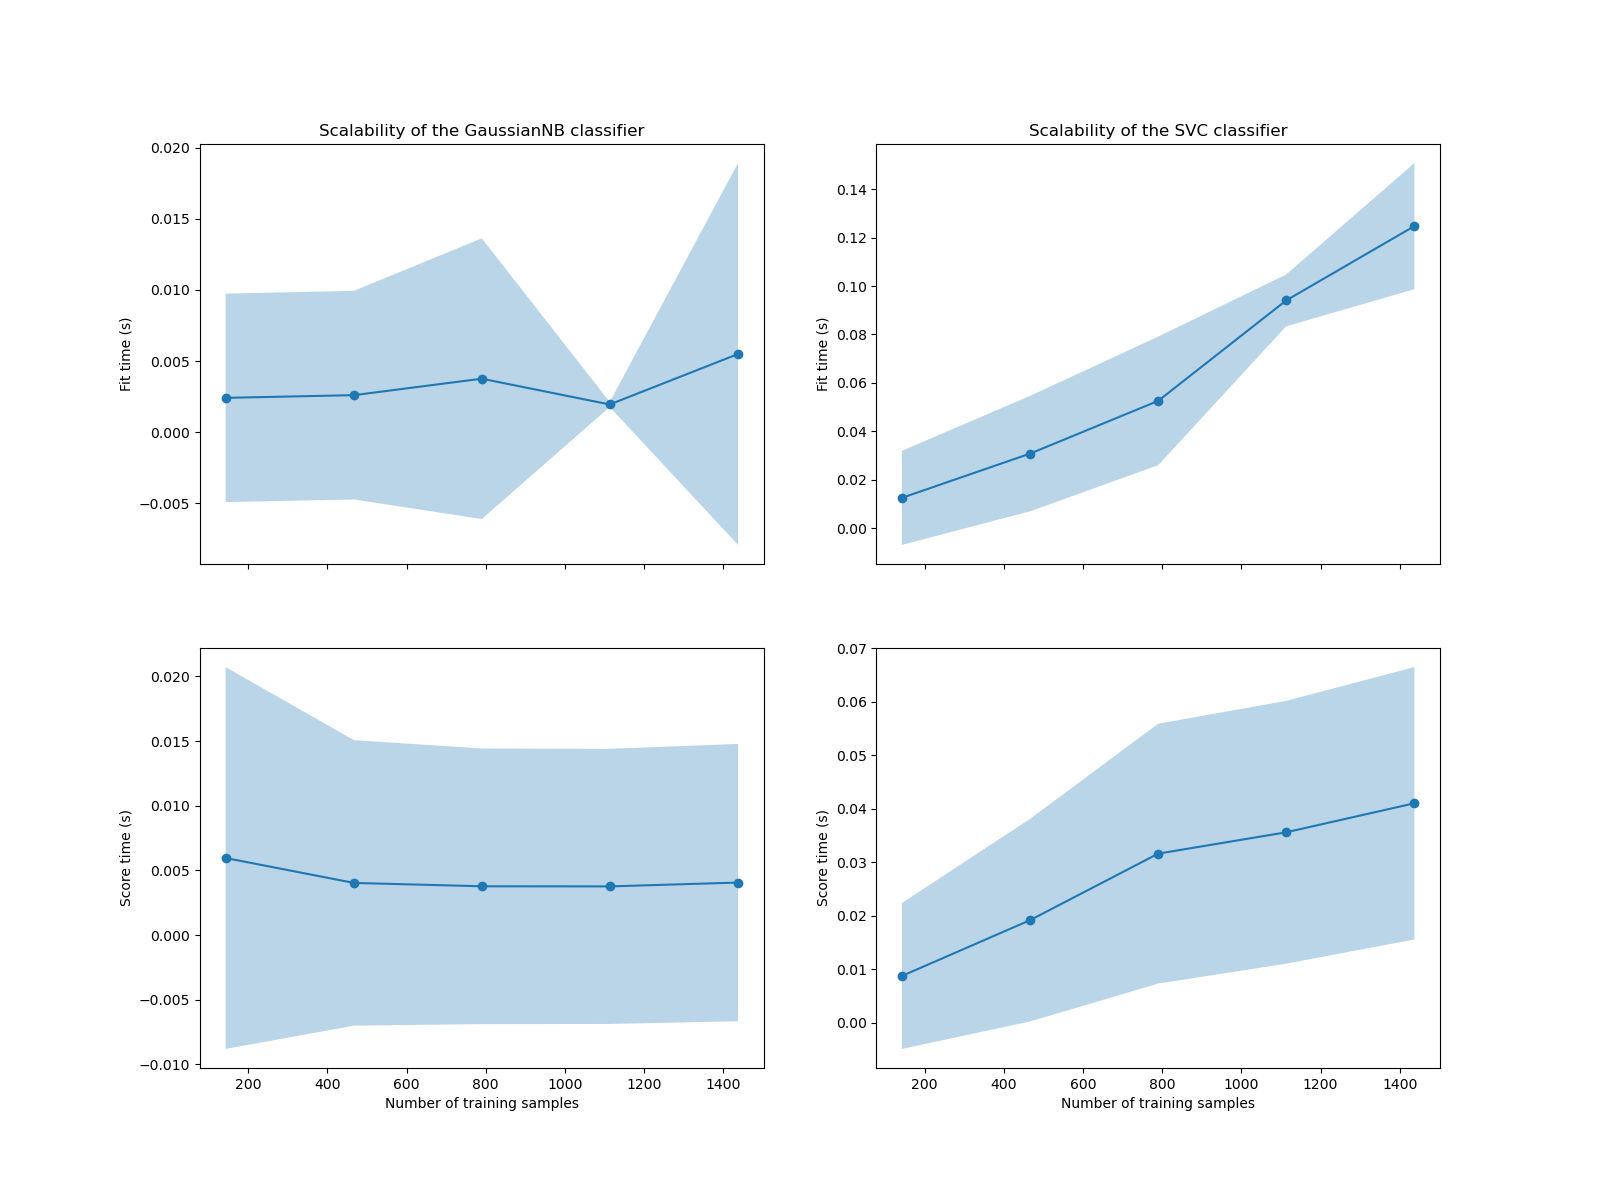 Scalability of the GaussianNB classifier
0.020
0.015
0.010
0.005
0.000
−0.005
Fit time (s)
Scalability of the SVC classifier
0.14
0.12
0.10
0.08
0.06
0.04
0.02
0.00
Fit time (s)
0.020
0.015
0.010
0.005
0.000
−0.005
−0.010
Score time (s)
200 400 600 800 1000 1200 1400
Number of training samples
0.07
0.06
0.05
0.04
0.03
0.02
0.01
0.00
Score time (s)
200 400 600 800 1000 1200 1400
Number of training samples